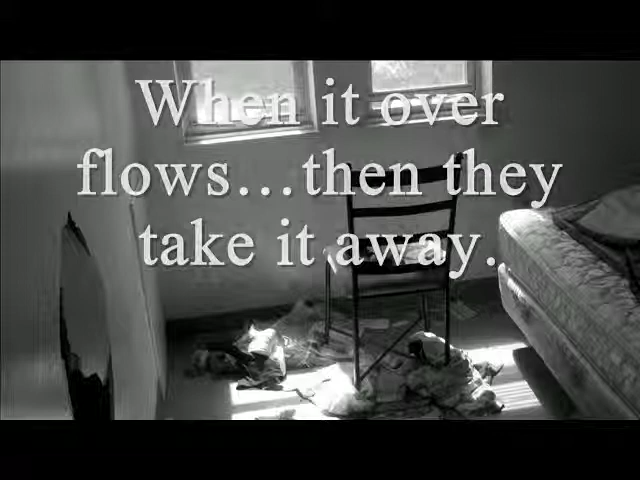 When it over
flows...then they
take it away.